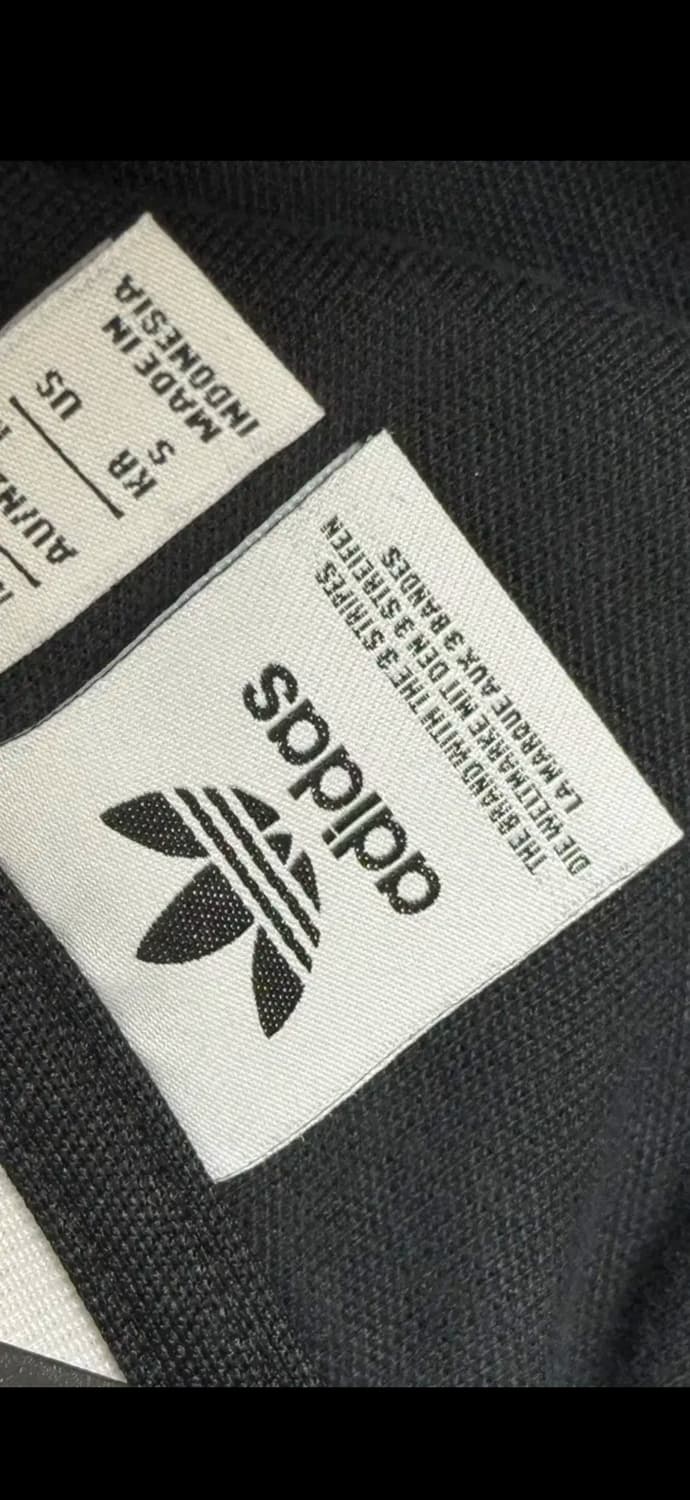 adidas
THE BRAND WITH THE 3 STRIPES
DIE WELTMARKE MIT DEN 3 STREIFEN
LA MARQUE AUX 3 BANDES
US
KR
S
MADE IN
INDONESIA